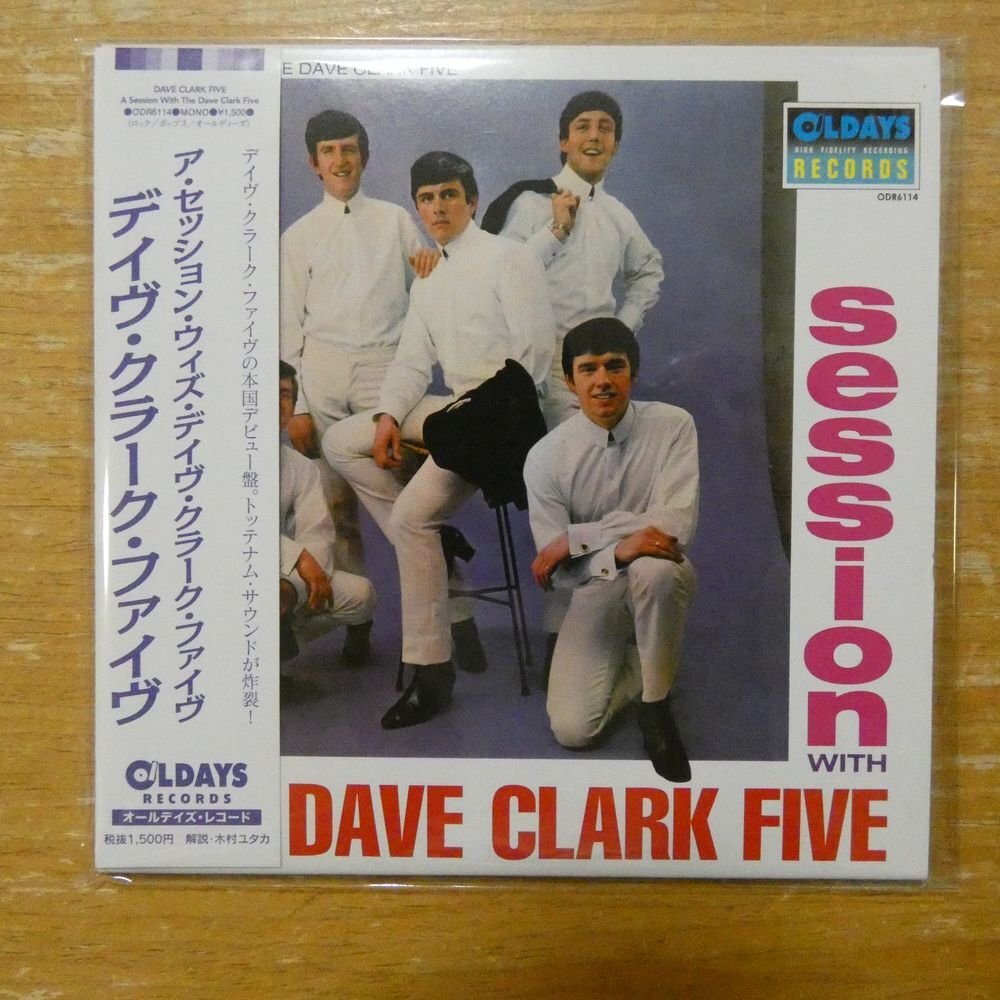 DAVE CLARK FIVE
A Session With The Dave Clark Five
●ODR6114●MONO●¥1,500●
(ロック／ポップス／オールディーズ)
デイヴ・クラーク・ファイヴの本国デビュー盤。トッテナム・サウンドが炸裂！
ア・セッション・ウィズ・デイヴ・クラーク・ファイヴ
デイヴ・クラーク・ファイヴ
OLDAYS
RECORDS
オールデイズ・レコード
税抜1,500円 解説・木村ユタカ
E DAVE CLARK FIVE
OLDAYS
HIGH FIDELITY RECORDING
RECORDS
ODR6114
session
WITH
DAVE CLARK FIVE